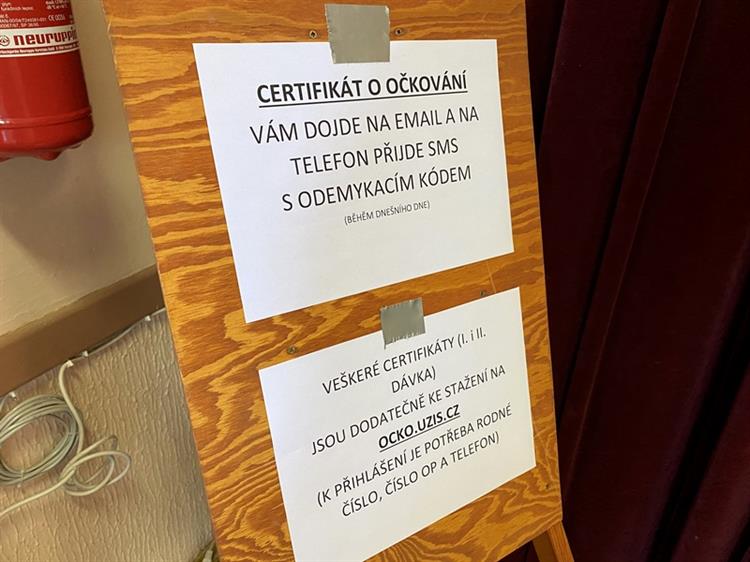 neuruppin
CERTIFIKÁT O OČKOVÁNÍ
VÁM DOJDE NA EMAIL A NA
TELEFON PŘIJDE SMS
S ODEMYKACÍM KÓDEM
(BĚHEM DNEŠNÍHO DNE)
VEŠKERÉ CERTIFIKÁTY (I. i II.
DÁVKA)
JSOU DODATEČNĚ KE STAŽENÍ NA
OCKO.UZIS.CZ
(K PŘIHLÁŠENÍ JE POTŘEBA RODNÉ
ČÍSLO, ČÍSLO OP A TELEFON)